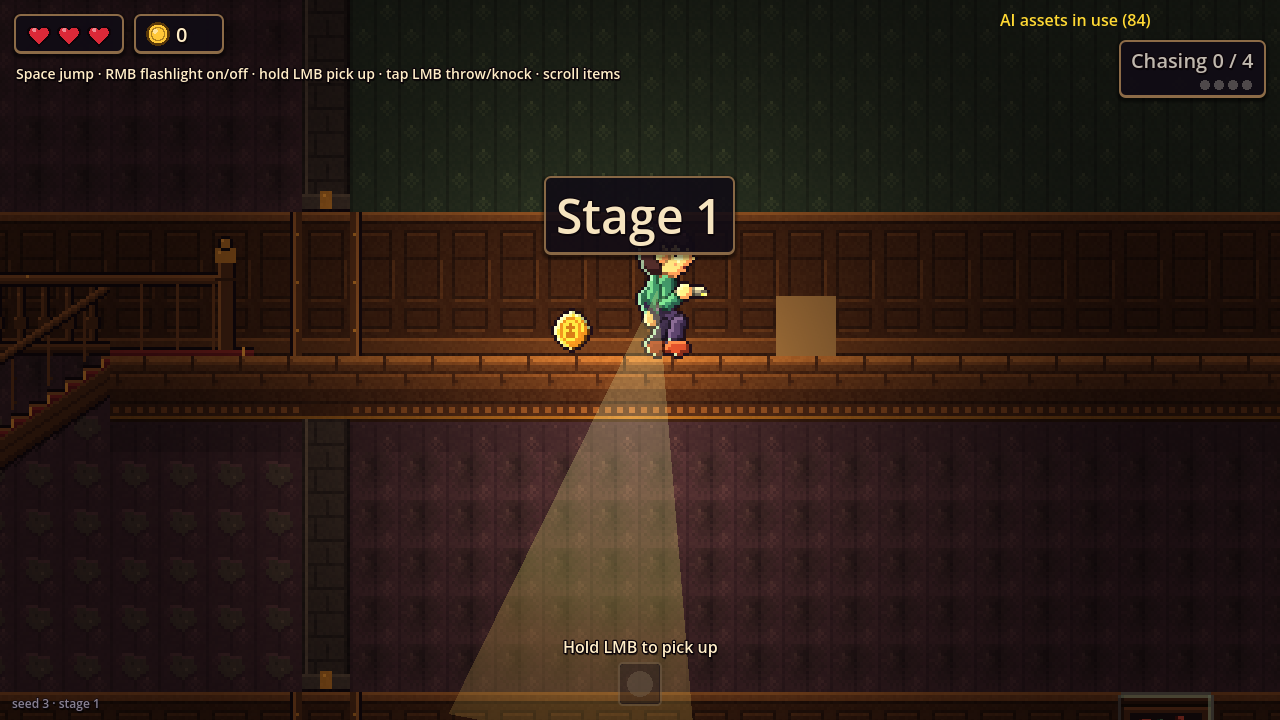 0
AI assets in use (84)
Chasing 0 / 4
Space jump · RMB flashlight on/off · hold LMB pick up · tap LMB throw/knock · scroll items
Stage 1
Hold LMB to pick up
seed 3 · stage 1